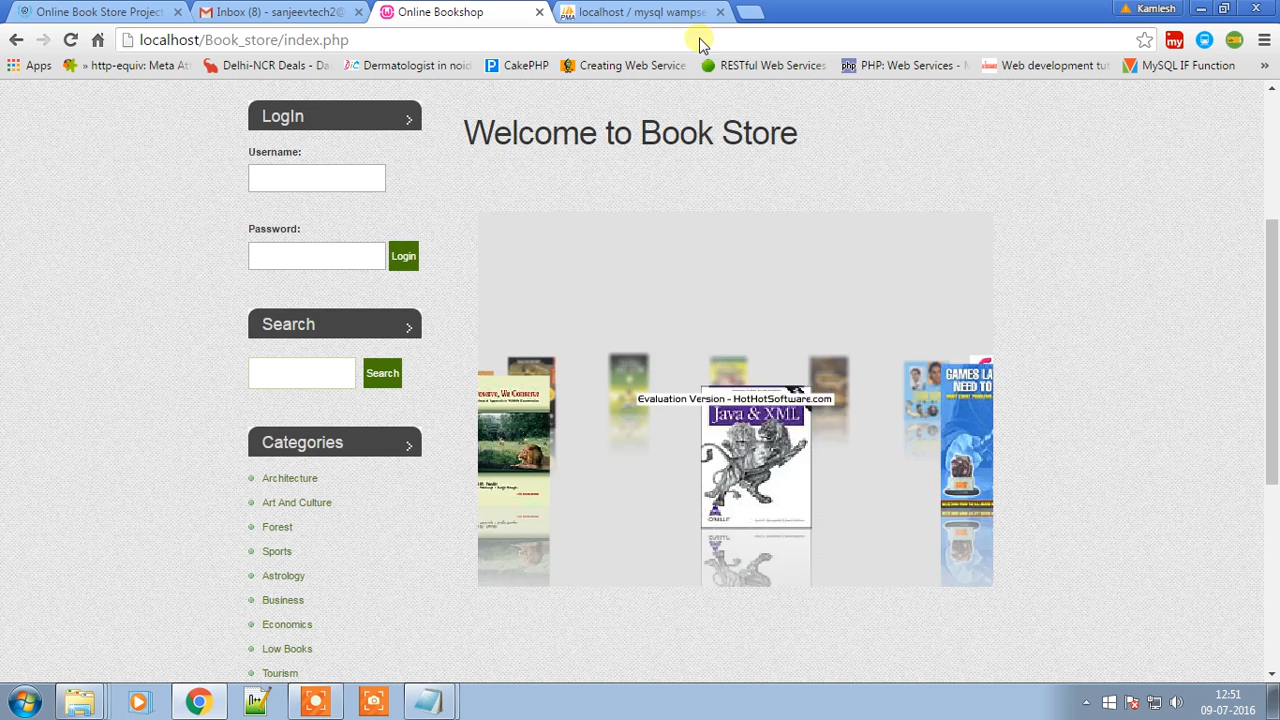 Online Book Store Project
Inbox (8) - sanjeevtech2@
Online Bookshop
localhost / mysql wampse
Kamlesh
localhost/Book_store/index.php
Apps
» http-equiv: Meta At
Delhi-NCR Deals - Da
Dermatologist in noid
CakePHP
Creating Web Service
RESTful Web Services
PHP: Web Services - M
Web development tut
MySQL IF Function
»
LogIn
Username:
Password:
Login
Search
Search
Categories
Architecture
Art And Culture
Forest
Sports
Astrology
Business
Economics
Low Books
Tourism
Welcome to Book Store
Evaluation Version - HotHotSoftware.com
Java & XML
O'REILLY
GAMES LA
NEED TO
12:51
09-07-2016